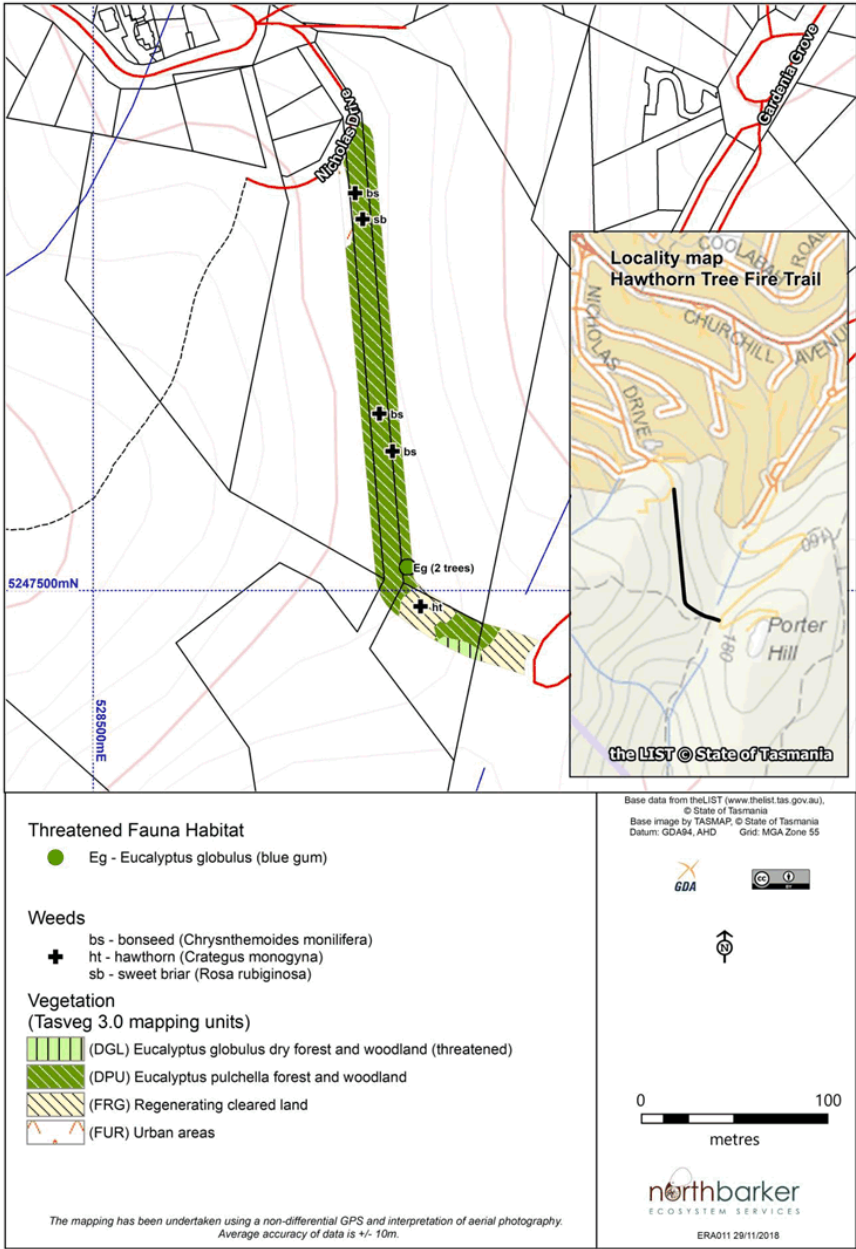 Nicholas Drive
Gardenia Grove
bs
sb
bs
bs
Eg (2 trees)
5247500mN
ht
528500mE
Locality map
Hawthorn Tree Fire Trail
COOLABAH ROAD
CHURCHILL AVENUE
NICHOLAS DRIVE
160
Porter
Hill
180
the LIST © State of Tasmania
Threatened Fauna Habitat
Eg - Eucalyptus globulus (blue gum)
Weeds
bs - bonseed (Chrysnthemoides monilifera)
ht - hawthorn (Crategus monogyna)
sb - sweet briar (Rosa rubiginosa)
Vegetation
(Tasveg 3.0 mapping units)
(DGL) Eucalyptus globulus dry forest and woodland (threatened)
(DPU) Eucalyptus pulchella forest and woodland
(FRG) Regenerating cleared land
(FUR) Urban areas
The mapping has been undertaken using a non-differential GPS and interpretation of aerial photography.
Average accuracy of data is +/- 10m.
Base data from theLIST (www.thelist.tas.gov.au),
© State of Tasmania
Base image by TASMAP, © State of Tasmania
Datum: GDA94, AHD Grid: MGA Zone 55
GDA
cc
BY
N
0 100
metres
northbarker
ECOSYSTEM SERVICES
ERA011 29/11/2018